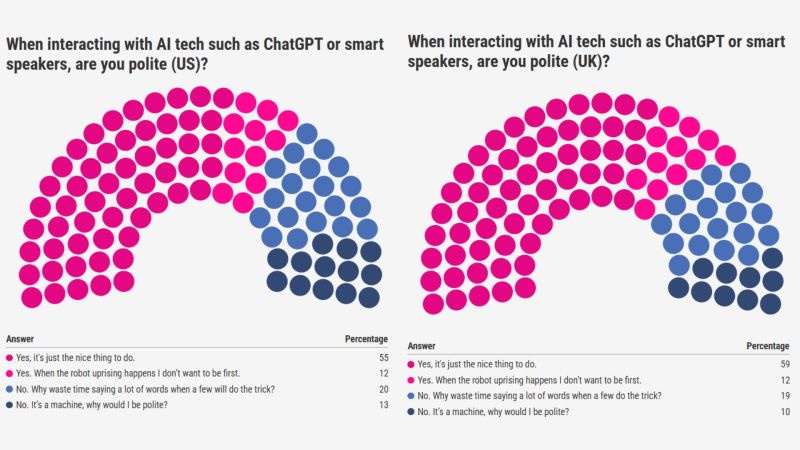 When interacting with AI tech such as ChatGPT or smart
speakers, are you polite (US)?
Answer Percentage
Yes, it's just the nice thing to do. 55
Yes. When the robot uprising happens I don't want to be first. 12
No. Why waste time saying a lot of words when a few will do the trick? 20
No. It's a machine, why would I be polite? 13
When interacting with AI tech such as ChatGPT or smart
speakers, are you polite (UK)?
Answer Percentage
Yes, it's just the nice thing to do. 59
Yes. When the robot uprising happens I don't want to be first. 12
No. Why waste time saying a lot of words when a few do the trick? 19
No. It's a machine, why would I be polite? 10